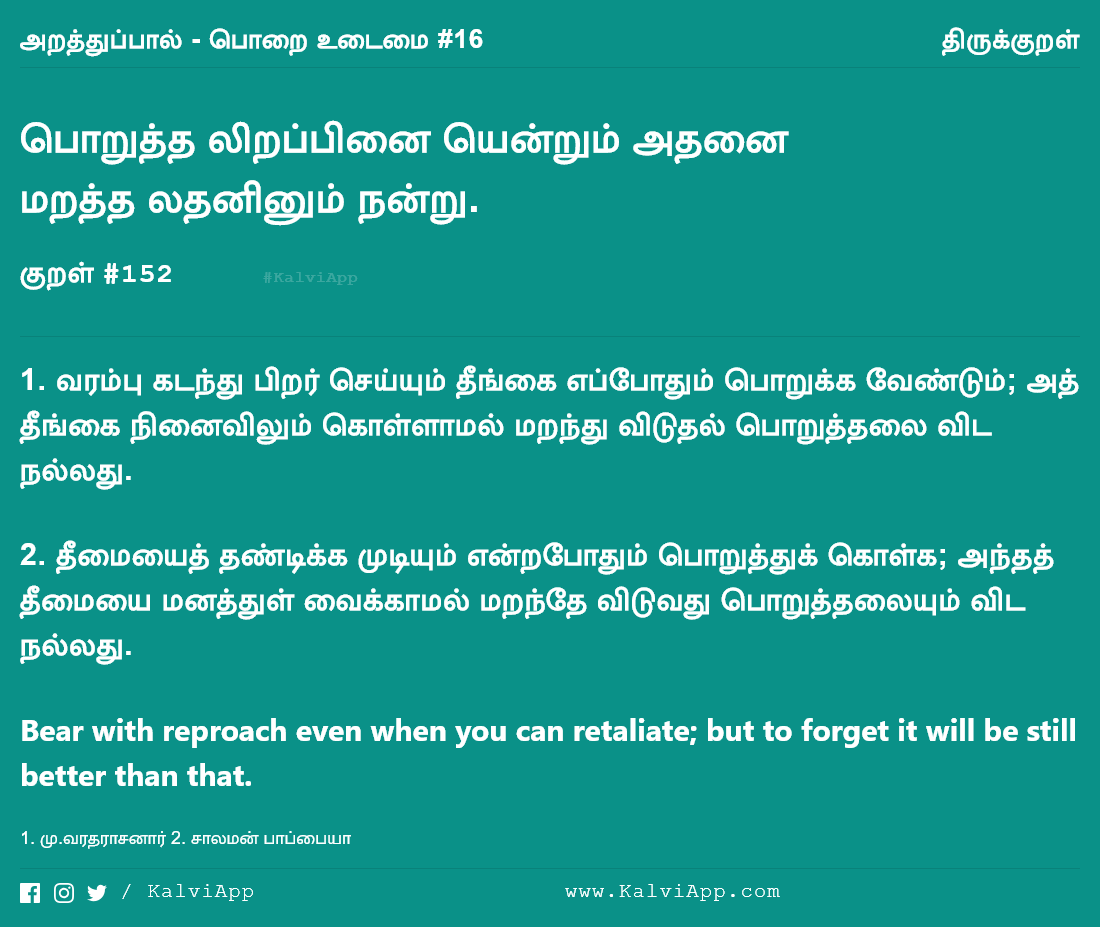 அறத்துப்பால் - பொறை உடைமை #16
திருக்குறள்
பொறுத்த லிறப்பினை யென்றும் அதனை
மறத்த லதனினும் நன்று.
குறள் #152
#KalviApp
1. வரம்பு கடந்து பிறர் செய்யும் தீங்கை எப்போதும் பொறுக்க வேண்டும்; அத்
தீங்கை நினைவிலும் கொள்ளாமல் மறந்து விடுதல் பொறுத்தலை விட
நல்லது.
2. தீமையைத் தண்டிக்க முடியும் என்றபோதும் பொறுத்துக் கொள்க; அந்தத்
தீமையை மனத்துள் வைக்காமல் மறந்தே விடுவது பொறுத்தலையும் விட
நல்லது.
Bear with reproach even when you can retaliate; but to forget it will be still
better than that.
1. மு.வரதராசனார் 2. சாலமன் பாப்பையா
/ KalviApp
www.KalviApp.com